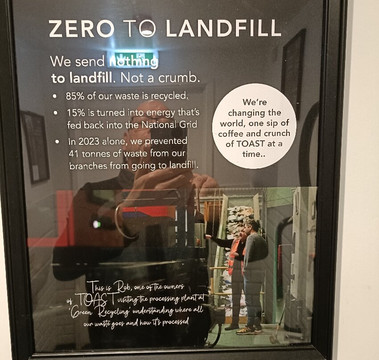 ZERO TO LANDFILL
We send nothing
to landfill. Not a crumb.
• 85% of our waste is recycled.
• 15% is turned into energy that's
fed back into the National Grid
• In 2023 alone, we prevented
41 tonnes of waste from our
branches from going to landfill.
We're
changing the
world, one sip of
coffee and crunch
of TOAST at a
time..
This is Rob, one of the owners
of TOAST visiting the processing plant at
'Green Recycling' understanding where all
our waste goes and how it's processed